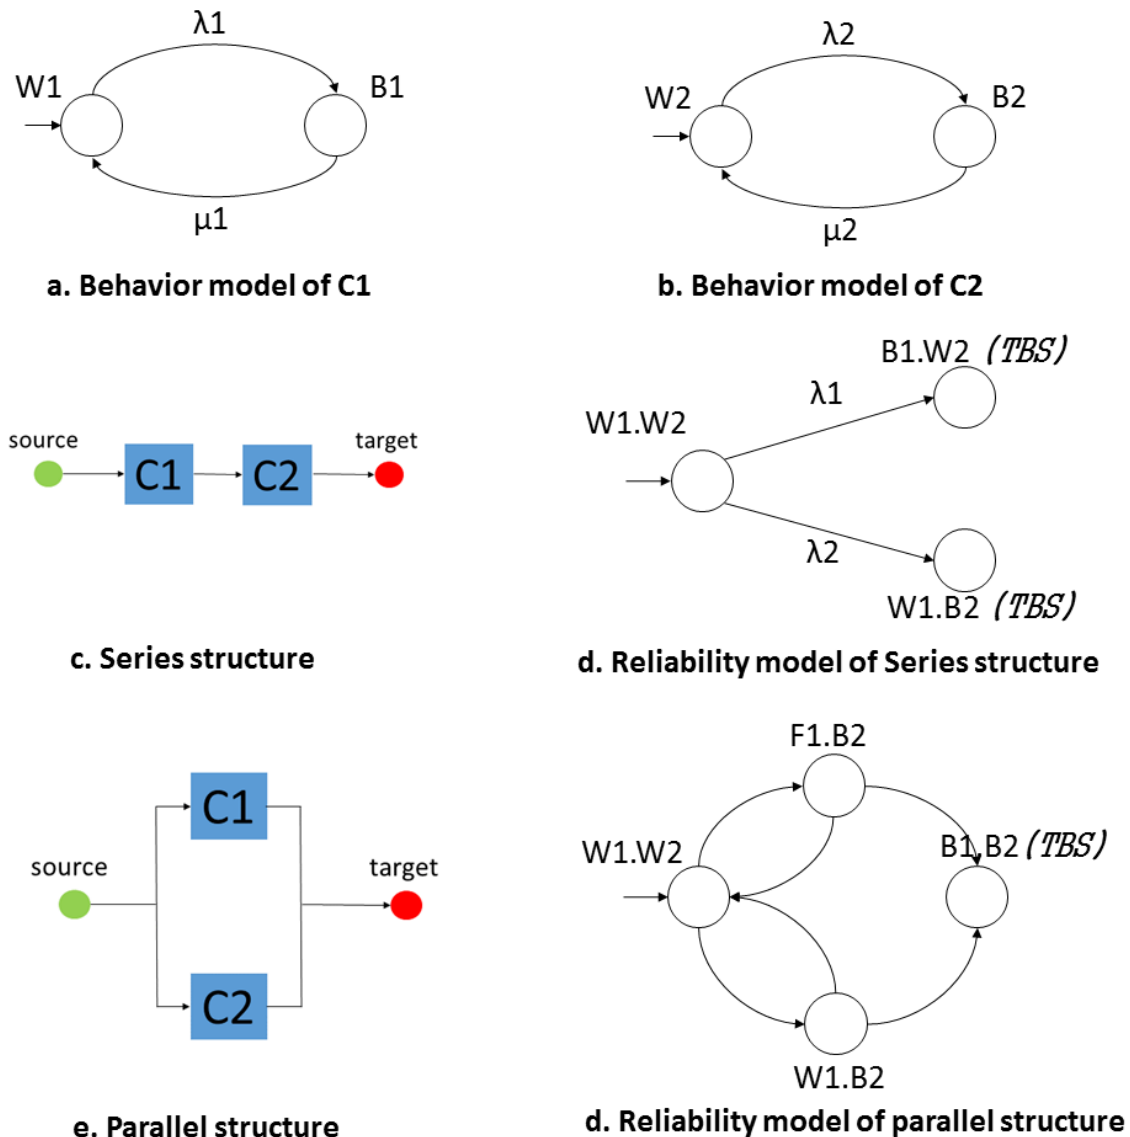 λ1
W1
B1
μ1
a. Behavior model of C1
λ2
W2
B2
μ2
b. Behavior model of C2
source
C1
C2
target
c. Series structure
B1.W2 (TBS)
λ1
W1.W2
λ2
W1.B2 (TBS)
d. Reliability model of Series structure
C1
source
target
C2
e. Parallel structure
F1.B2
W1.W2
B1.B2 (TBS)
W1.B2
d. Reliability model of parallel structure